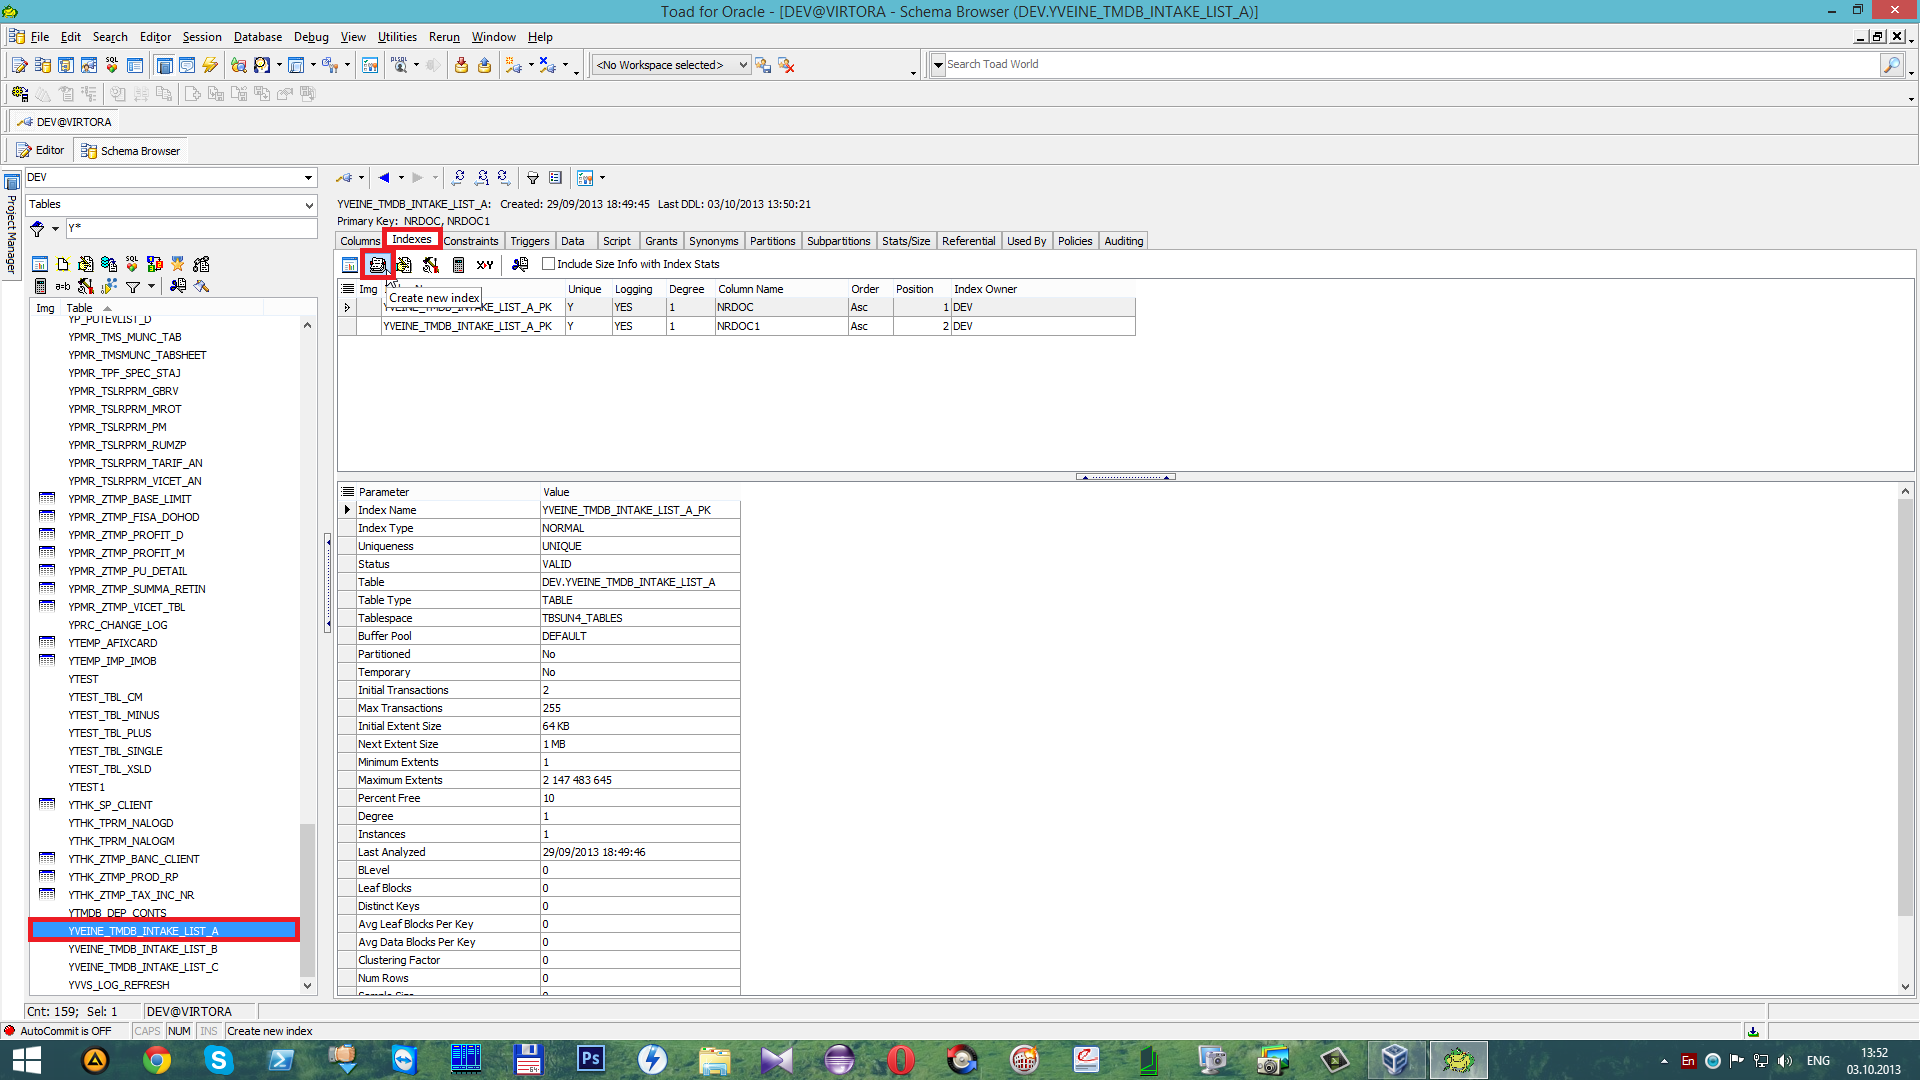 Toad for Oracle - [DEV@VIRTORA - Schema Browser (DEV.YVEINE_TMDB_INTAKE_LIST_A)]
File Edit Search Editor Session Database Debug View Utilities Rerun Window Help
<No Workspace selected> Search Toad World
DEV@VIRTORA
Editor Schema Browser
Project Manager
DEV
Tables
Y*
Img Table
YP_PUTEVLIST_D
YPMR_TMS_MUNC_TAB
YPMR_TMSMUNC_TABSHEET
YPMR_TPF_SPEC_STAJ
YPMR_TSLRPRM_GBRV
YPMR_TSLRPRM_MROT
YPMR_TSLRPRM_PM
YPMR_TSLRPRM_RUMZP
YPMR_TSLRPRM_TARIF_AN
YPMR_TSLRPRM_VICET_AN
YPMR_ZTMP_BASE_LIMIT
YPMR_ZTMP_FISA_DOHOD
YPMR_ZTMP_PROFIT_D
YPMR_ZTMP_PROFIT_M
YPMR_ZTMP_PU_DETAIL
YPMR_ZTMP_SUMMA_RETIN
YPMR_ZTMP_VICET_TBL
YPRC_CHANGE_LOG
YTEMP_AFIXCARD
YTEMP_IMP_IMOB
YTEST
YTEST_TBL_CM
YTEST_TBL_MINUS
YTEST_TBL_PLUS
YTEST_TBL_SINGLE
YTEST_TBL_XSLD
YTEST1
YTHK_SP_CLIENT
YTHK_TPRM_NALOGD
YTHK_TPRM_NALOGM
YTHK_ZTMP_BANC_CLIENT
YTHK_ZTMP_PROD_RP
YTHK_ZTMP_TAX_INC_NR
YTMDB_DEP_CONTS
YVEINE_TMDB_INTAKE_LIST_A
YVEINE_TMDB_INTAKE_LIST_B
YVEINE_TMDB_INTAKE_LIST_C
YVVS_LOG_REFRESH
YVEINE_TMDB_INTAKE_LIST_A: Created: 29/09/2013 18:49:45 Last DDL: 03/10/2013 13:50:21
Primary Key: NRDOC, NRDOC1
Columns Indexes Constraints Triggers Data Script Grants Synonyms Partitions Subpartitions Stats/Size Referential Used By Policies Auditing
Include Size Info with Index Stats
Img Unique Logging Degree Column Name Order Position Index Owner
Create new index
YVEINE_TMDB_INTAKE_LIST_A_PK Y YES 1 NRDOC Asc 1 DEV
YVEINE_TMDB_INTAKE_LIST_A_PK Y YES 1 NRDOC1 Asc 2 DEV
Parameter Value
Index Name YVEINE_TMDB_INTAKE_LIST_A_PK
Index Type NORMAL
Uniqueness UNIQUE
Status VALID
Table DEV.YVEINE_TMDB_INTAKE_LIST_A
Table Type TABLE
Tablespace TBSUN4_TABLES
Buffer Pool DEFAULT
Partitioned No
Temporary No
Initial Transactions 2
Max Transactions 255
Initial Extent Size 64 KB
Next Extent Size 1 MB
Minimum Extents 1
Maximum Extents 2 147 483 645
Percent Free 10
Degree 1
Instances 1
Last Analyzed 29/09/2013 18:49:46
BLevel 0
Leaf Blocks 0
Distinct Keys 0
Avg Leaf Blocks Per Key 0
Avg Data Blocks Per Key 0
Clustering Factor 0
Num Rows 0
Sample Size 0
Cnt: 159; Sel: 1 DEV@VIRTORA
AutoCommit is OFF CAPS NUM INS Create new index
En ENG 13:52
03.10.2013